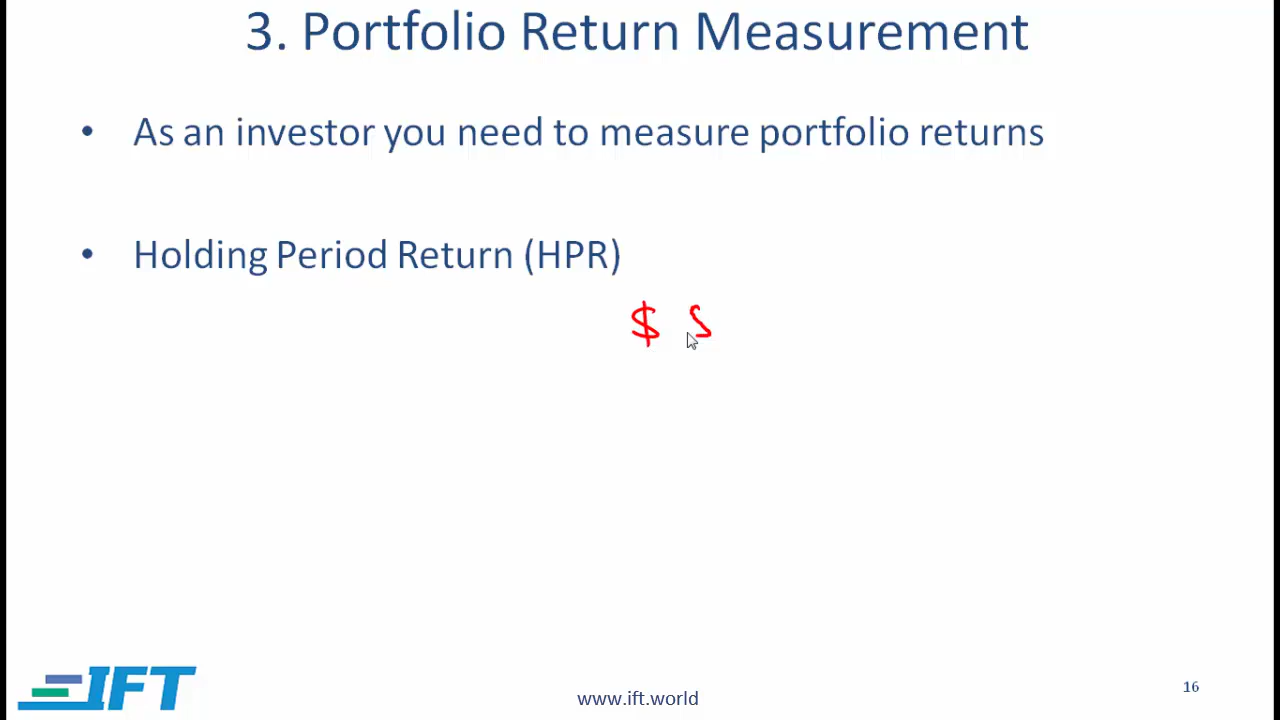 3. Portfolio Return Measurement
• As an investor you need to measure portfolio returns
• Holding Period Return (HPR)
$ S
IFT
www.ift.world
16